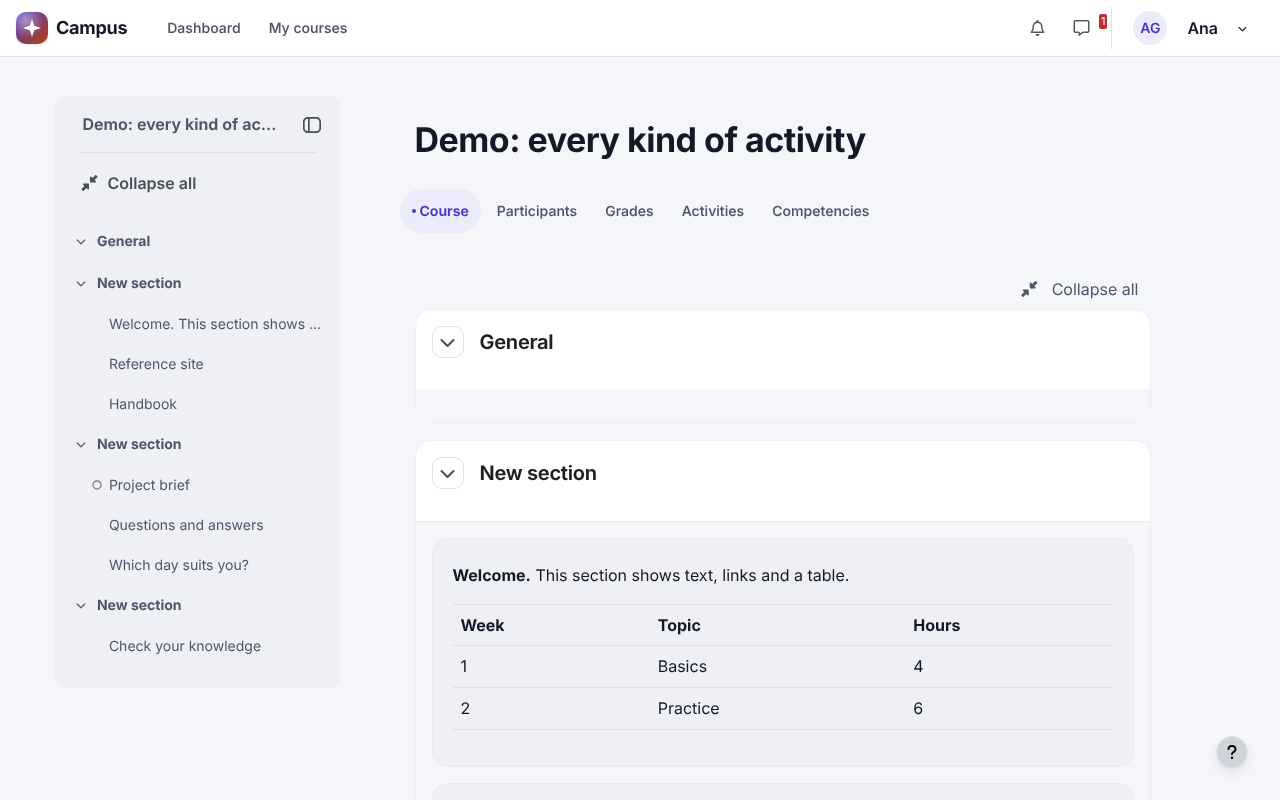 Campus
Dashboard
My courses
1
AG
Ana
Demo: every kind of ac...
Collapse all
General
New section
Welcome. This section shows ...
Reference site
Handbook
New section
Project brief
Questions and answers
Which day suits you?
New section
Check your knowledge
Demo: every kind of activity
Course
Participants
Grades
Activities
Competencies
Collapse all
General
New section
Welcome. This section shows text, links and a table.
Week Topic Hours
1 Basics 4
2 Practice 6
?